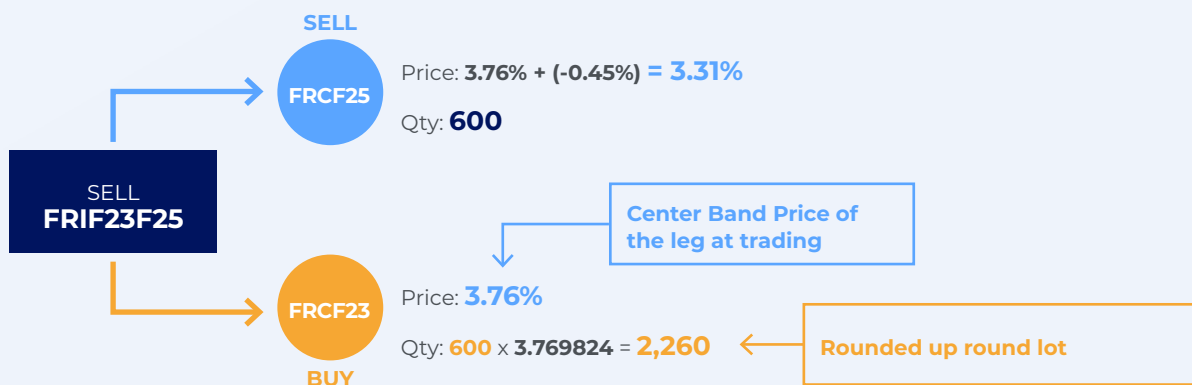 SELL
FRCF25
Price: 3.76% + (-0.45%) = 3.31%
Qty: 600
SELL
FRIF23F25
Center Band Price of
the leg at trading
FRCF23
Price: 3.76%
Qty: 600 x 3.769824 = 2,260
Rounded up round lot
BUY